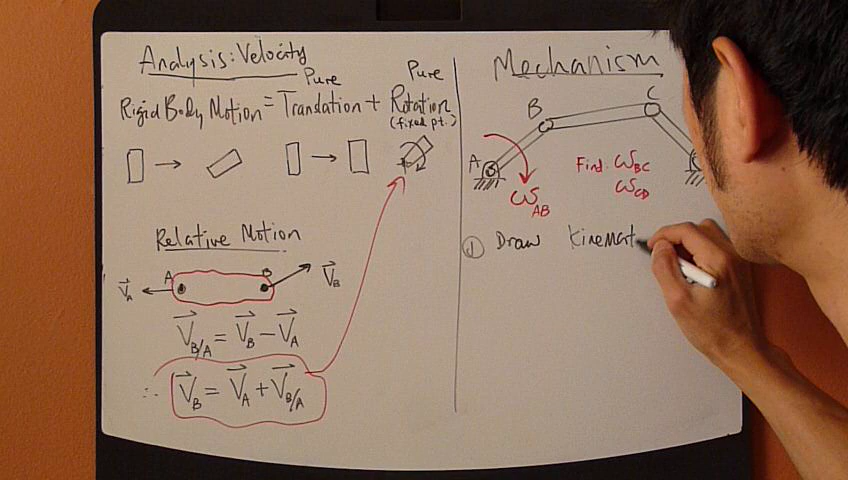 Analysis: Velocity
Pure Pure
Rigid Body Motion = Translation + Rotation
(fixed pt.)
Relative Motion
A B
V_A V_B
V_B/A = V_B - V_A
∴ V_B = V_A + V_B/A
Mechanism
B C
A
ω_AB
Find: ω_BC
ω_CD
① Draw Kinemat